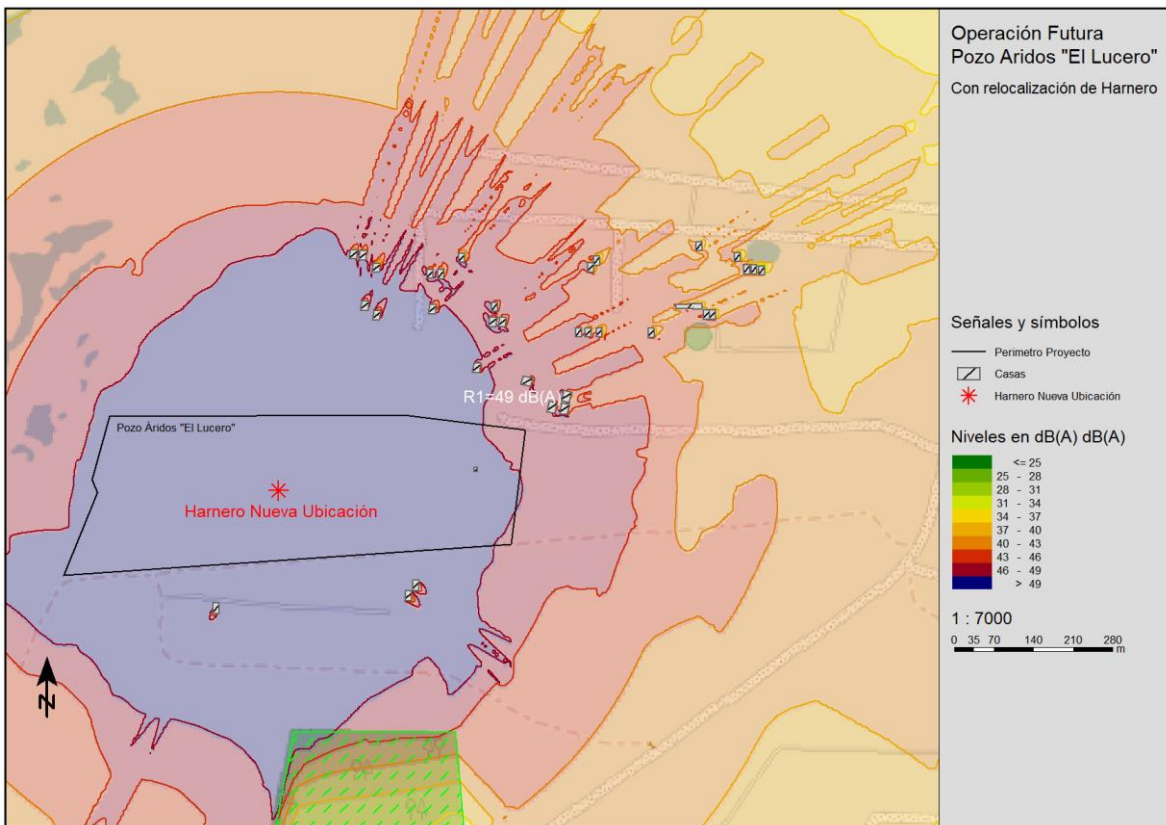 Operación Futura
Pozo Aridos "El Lucero"
Con relocalización de Harnero
R1=49 dB(A)
Pozo Áridos "El Lucero"
Harnero Nueva Ubicación
N
Señales y símbolos
Perimetro Proyecto
Casas
Harnero Nueva Ubicación
Niveles en dB(A) dB(A)
<= 25
25 - 28
28 - 31
31 - 34
34 - 37
37 - 40
40 - 43
43 - 46
46 - 49
> 49
1 : 7000
0 35 70 140 210 280
m